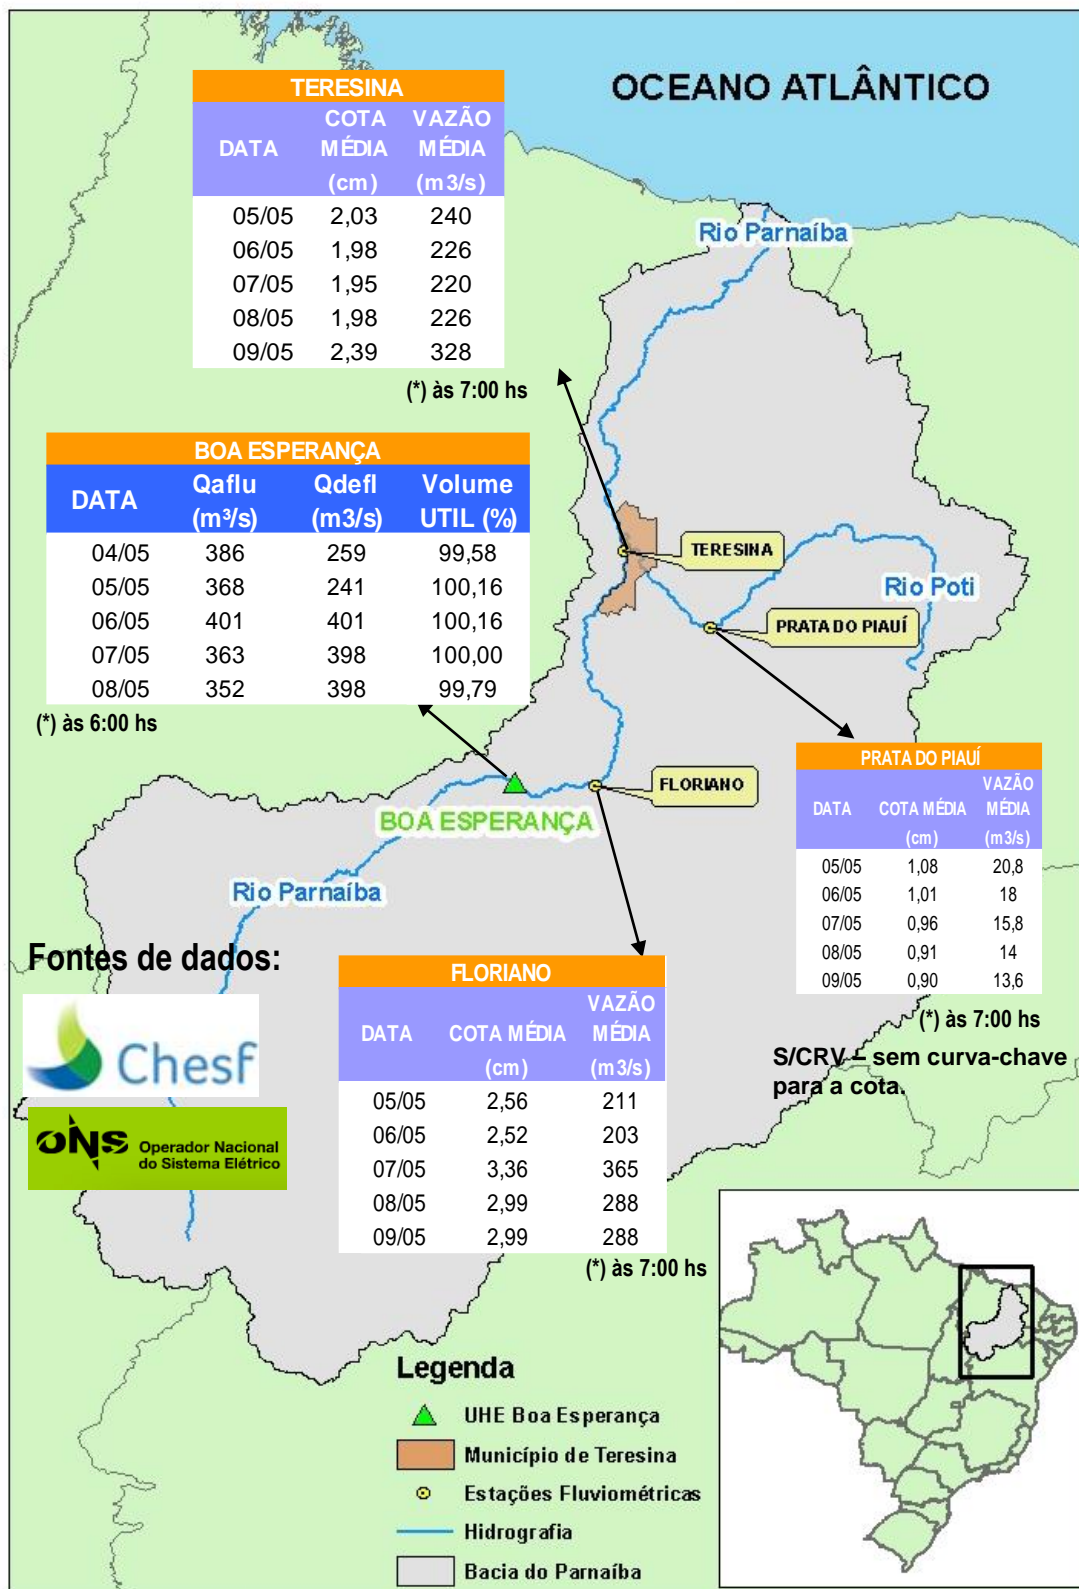 OCEANO ATLÂNTICO
TERESINA
DATA COTA MÉDIA (cm) VAZÃO MÉDIA (m3/s)
05/05 2,03 240
06/05 1,98 226
07/05 1,95 220
08/05 1,98 226
09/05 2,39 328
(*) às 7:00 hs
Rio Parnaíba
BOA ESPERANÇA
DATA Qaflu (m³/s) Qdefl (m3/s) Volume UTIL (%)
04/05 386 259 99,58
05/05 368 241 100,16
06/05 401 401 100,16
07/05 363 398 100,00
08/05 352 398 99,79
(*) às 6:00 hs
TERESINA
Rio Poti
PRATA DO PIAUÍ
FLORIANO
BOA ESPERANÇA
Rio Parnaíba
PRATA DO PIAUÍ
DATA COTA MÉDIA (cm) VAZÃO MÉDIA (m3/s)
05/05 1,08 20,8
06/05 1,01 18
07/05 0,96 15,8
08/05 0,91 14
09/05 0,90 13,6
(*) às 7:00 hs
S/CRV – sem curva-chave
para a cota.
Fontes de dados:
Chesf
ONS Operador Nacional
do Sistema Elétrico
FLORIANO
DATA COTA MÉDIA (cm) VAZÃO MÉDIA (m3/s)
05/05 2,56 211
06/05 2,52 203
07/05 3,36 365
08/05 2,99 288
09/05 2,99 288
(*) às 7:00 hs
Legenda
UHE Boa Esperança
Município de Teresina
Estações Fluviométricas
Hidrografia
Bacia do Parnaíba